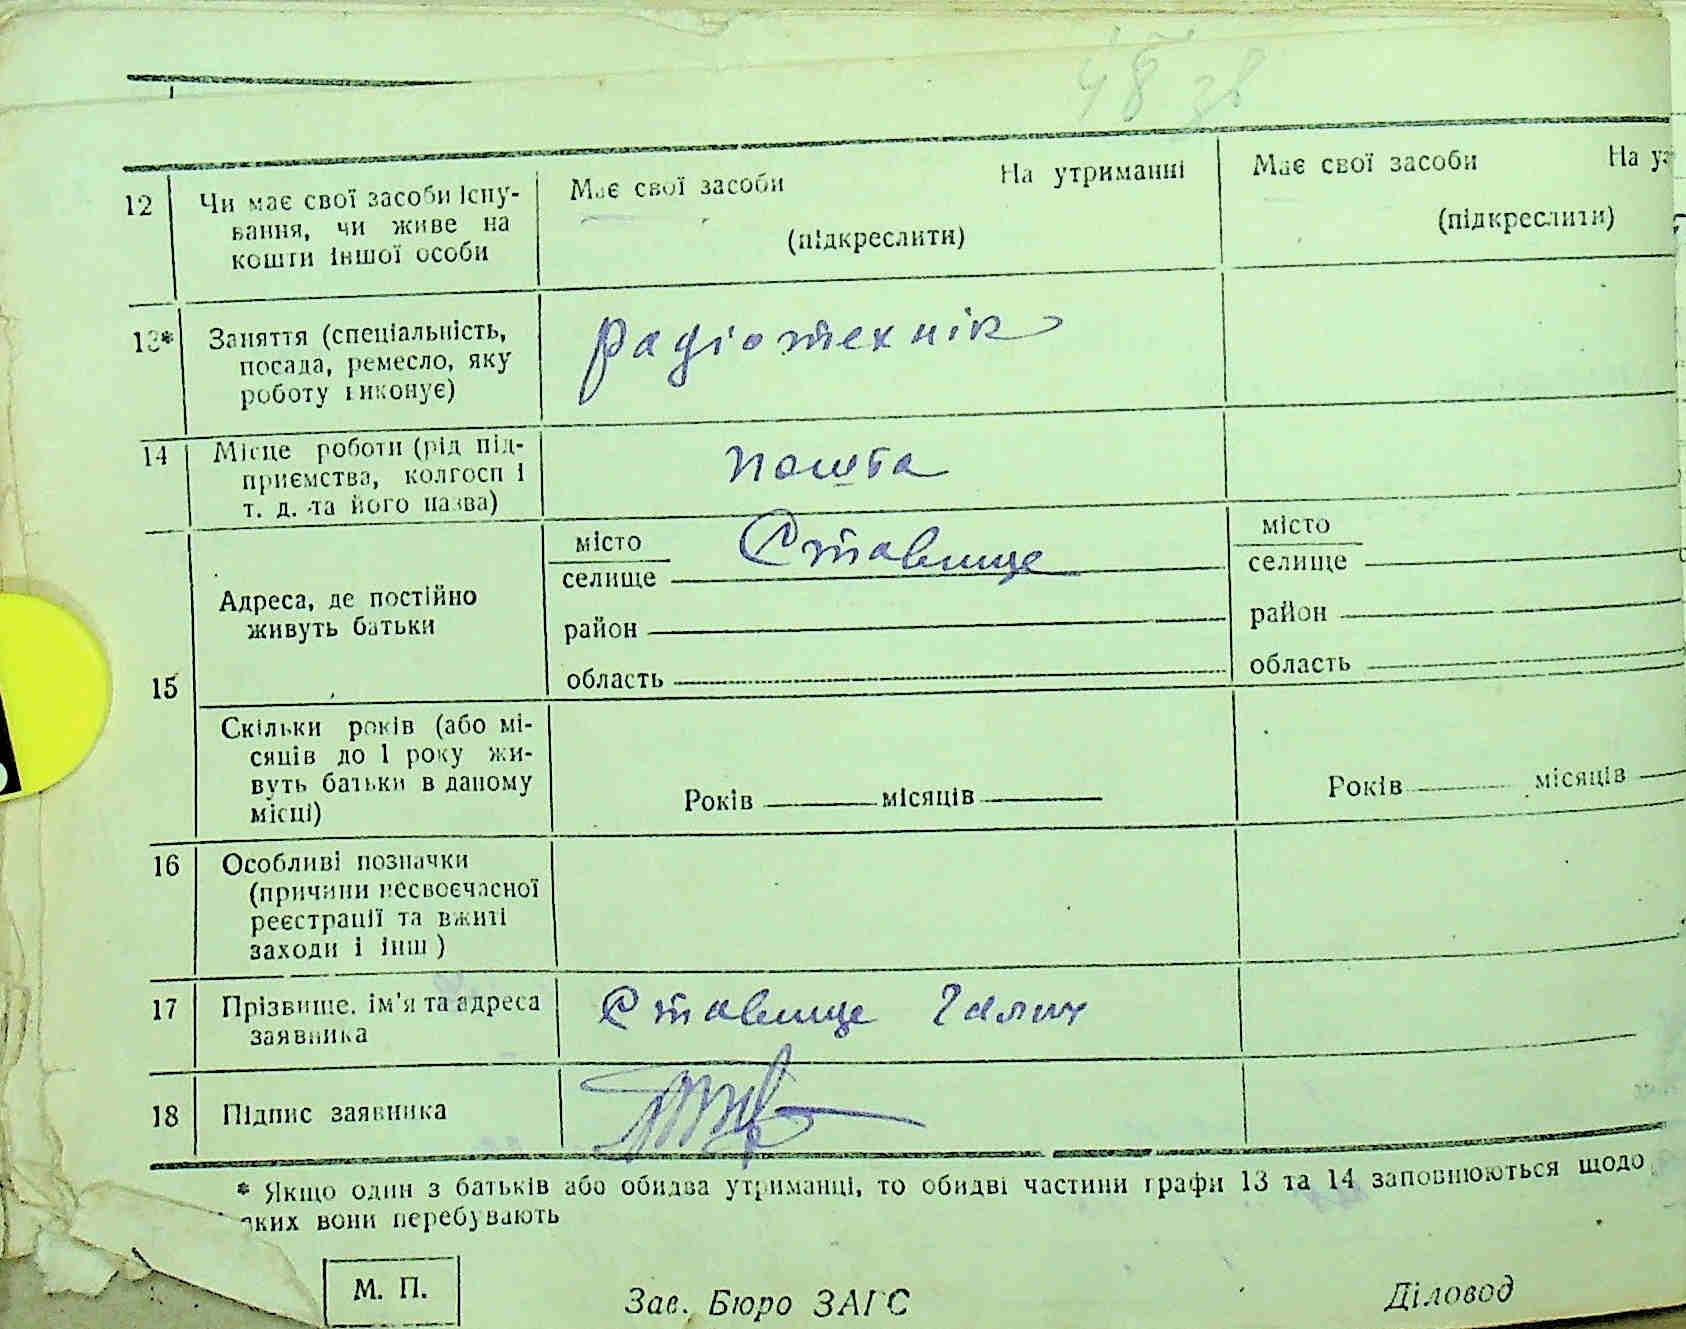 48 зв
12 Чи має свої засоби існу-
вання, чи живе на
кошти іншої особи
Має свої засоби На утриманні
(підкреслити)
Має свої засоби На ут
(підкреслити)
13* Заняття (спеціальність,
посада, ремесло, яку
роботу виконує)
Радіотехнік
14 Місце роботи (рід під-
приємства, колгосп і
т. д. та його назва)
пошта
15 Адреса, де постійно
живуть батьки
місто
селище Ставище
район
область
місто
селище
район
область
Скільки років (або мі-
сяців до 1 року жи-
вуть батьки в даному
місці)
Років місяців
Років місяців
16 Особливі позначки
(причини несвоєчасної
реєстрації та вжиті
заходи і інш)
17 Прізвище, ім'я та адреса
заявника
Ставище Галич
18 Підпис заявника
* Якщо один з батьків або обидва утриманці, то обидві частини графи 13 та 14 заповнюються щодо
яких вони перебувають
М. П.
Зав. Бюро ЗАГС Діловод